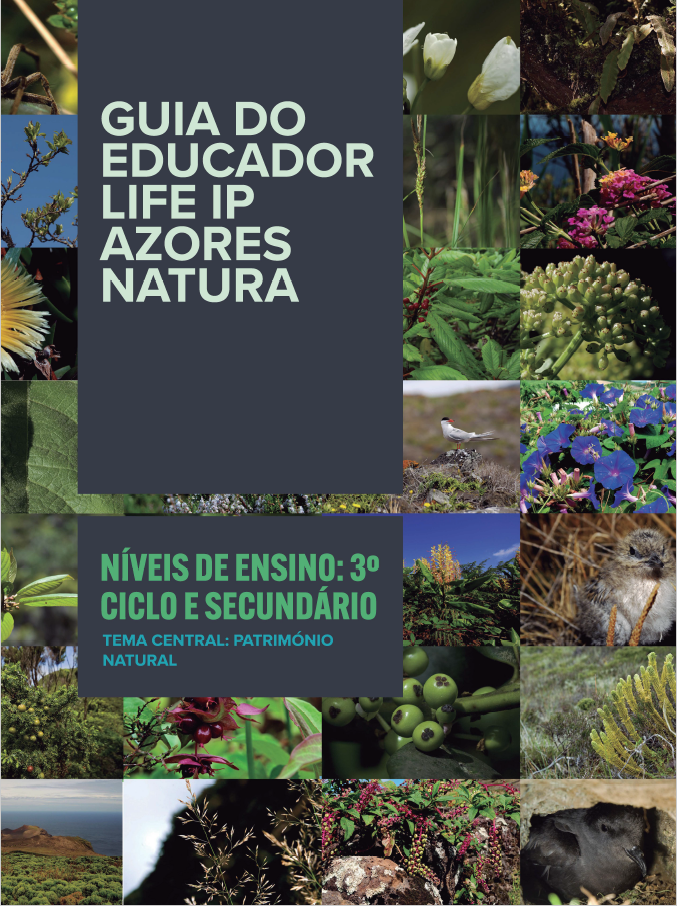 GUIA DO
EDUCADOR
LIFE IP
AZORES
NATURA
NÍVEIS DE ENSINO: 3º
CICLO E SECUNDÁRIO
TEMA CENTRAL: PATRIMÓNIO
NATURAL